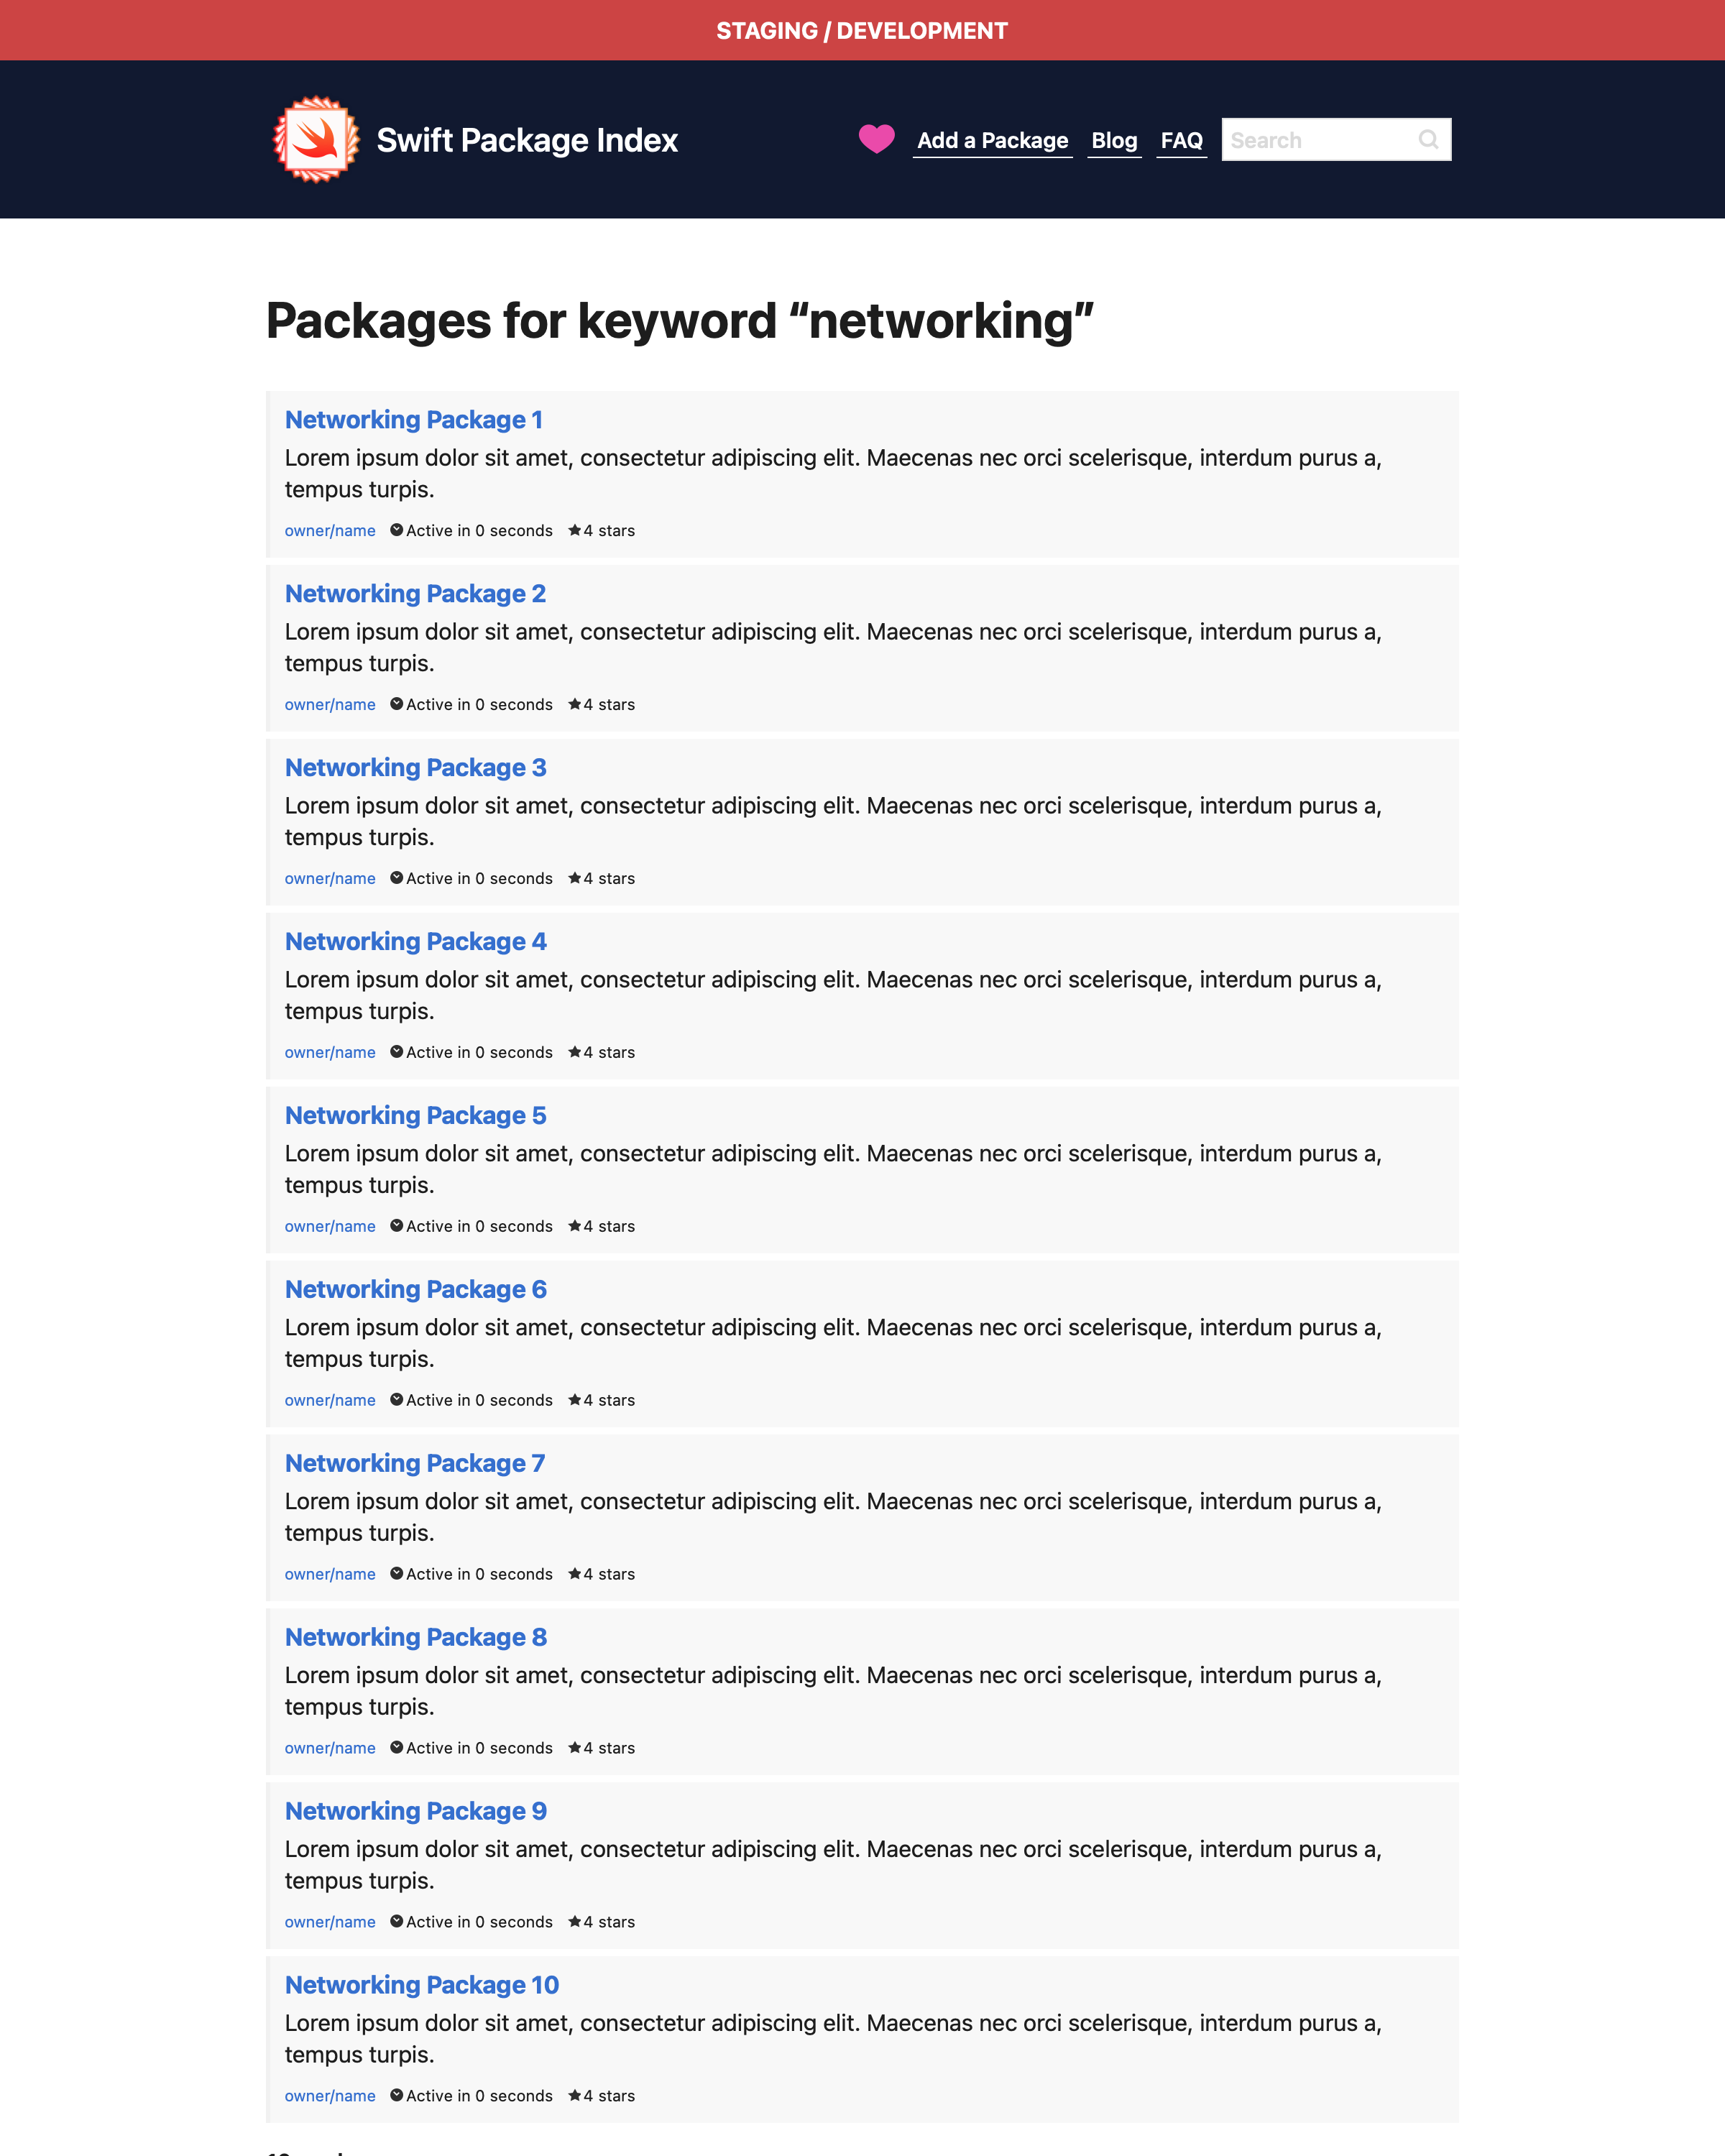 STAGING / DEVELOPMENT
Swift Package Index
Add a Package
Blog
FAQ
Search
Packages for keyword “networking”
Networking Package 1
Lorem ipsum dolor sit amet, consectetur adipiscing elit. Maecenas nec orci scelerisque, interdum purus a,
tempus turpis.
owner/name Active in 0 seconds 4 stars
Networking Package 2
Lorem ipsum dolor sit amet, consectetur adipiscing elit. Maecenas nec orci scelerisque, interdum purus a,
tempus turpis.
owner/name Active in 0 seconds 4 stars
Networking Package 3
Lorem ipsum dolor sit amet, consectetur adipiscing elit. Maecenas nec orci scelerisque, interdum purus a,
tempus turpis.
owner/name Active in 0 seconds 4 stars
Networking Package 4
Lorem ipsum dolor sit amet, consectetur adipiscing elit. Maecenas nec orci scelerisque, interdum purus a,
tempus turpis.
owner/name Active in 0 seconds 4 stars
Networking Package 5
Lorem ipsum dolor sit amet, consectetur adipiscing elit. Maecenas nec orci scelerisque, interdum purus a,
tempus turpis.
owner/name Active in 0 seconds 4 stars
Networking Package 6
Lorem ipsum dolor sit amet, consectetur adipiscing elit. Maecenas nec orci scelerisque, interdum purus a,
tempus turpis.
owner/name Active in 0 seconds 4 stars
Networking Package 7
Lorem ipsum dolor sit amet, consectetur adipiscing elit. Maecenas nec orci scelerisque, interdum purus a,
tempus turpis.
owner/name Active in 0 seconds 4 stars
Networking Package 8
Lorem ipsum dolor sit amet, consectetur adipiscing elit. Maecenas nec orci scelerisque, interdum purus a,
tempus turpis.
owner/name Active in 0 seconds 4 stars
Networking Package 9
Lorem ipsum dolor sit amet, consectetur adipiscing elit. Maecenas nec orci scelerisque, interdum purus a,
tempus turpis.
owner/name Active in 0 seconds 4 stars
Networking Package 10
Lorem ipsum dolor sit amet, consectetur adipiscing elit. Maecenas nec orci scelerisque, interdum purus a,
tempus turpis.
owner/name Active in 0 seconds 4 stars